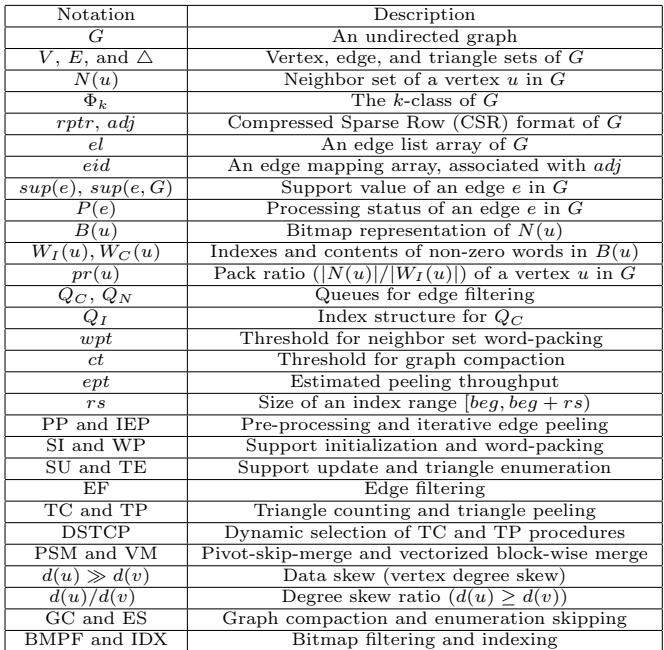 Notation Description
G An undirected graph
V, E, and △ Vertex, edge, and triangle sets of G
N(u) Neighbor set of a vertex u in G
Φk The k-class of G
rptr, adj Compressed Sparse Row (CSR) format of G
el An edge list array of G
eid An edge mapping array, associated with adj
sup(e), sup(e, G) Support value of an edge e in G
P(e) Processing status of an edge e in G
B(u) Bitmap representation of N(u)
WI(u), WC(u) Indexes and contents of non-zero words in B(u)
pr(u) Pack ratio (|N(u)|/|WI(u)|) of a vertex u in G
QC, QN Queues for edge filtering
QI Index structure for QC
wpt Threshold for neighbor set word-packing
ct Threshold for graph compaction
ept Estimated peeling throughput
rs Size of an index range [beg, beg + rs)
PP and IEP Pre-processing and iterative edge peeling
SI and WP Support initialization and word-packing
SU and TE Support update and triangle enumeration
EF Edge filtering
TC and TP Triangle counting and triangle peeling
DSTCP Dynamic selection of TC and TP procedures
PSM and VM Pivot-skip-merge and vectorized block-wise merge
d(u) ≫ d(v) Data skew (vertex degree skew)
d(u)/d(v) Degree skew ratio (d(u) ≥ d(v))
GC and ES Graph compaction and enumeration skipping
BMPF and IDX Bitmap filtering and indexing